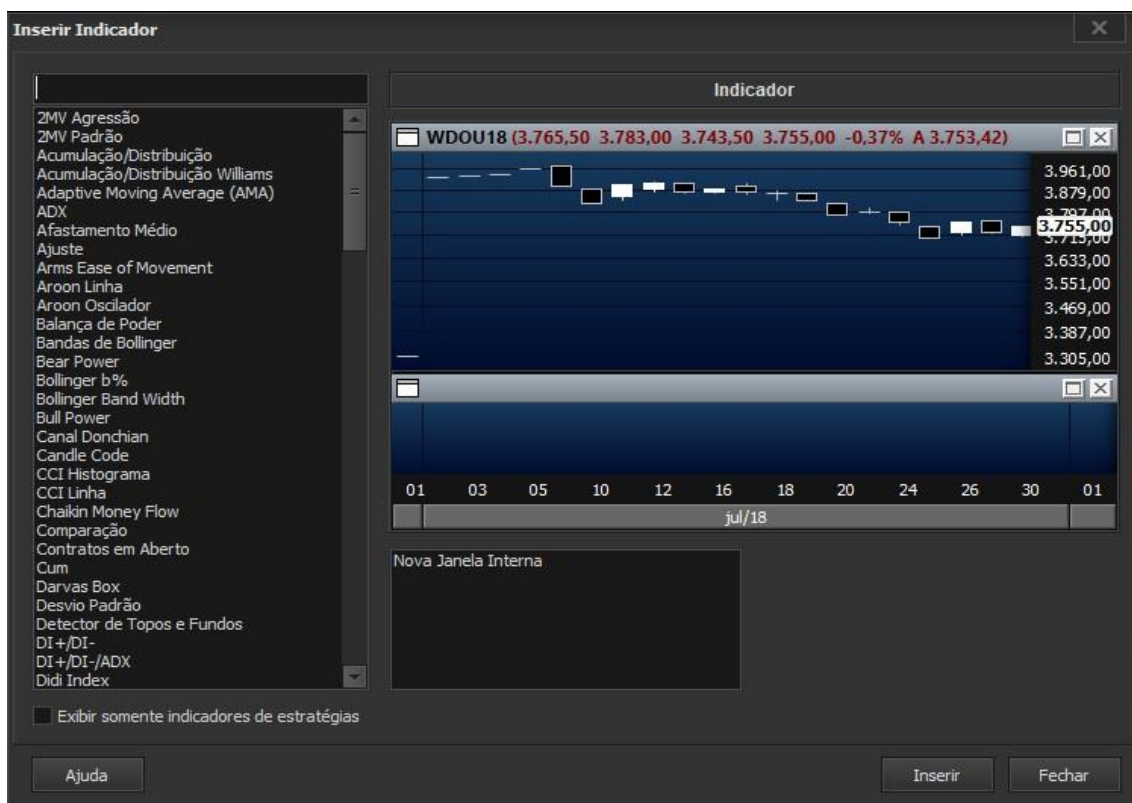 Inserir Indicador
2MV Agressão
2MV Padrão
Acumulação/Distribuição
Acumulação/Distribuição Williams
Adaptive Moving Average (AMA)
ADX
Afastamento Médio
Ajuste
Arms Ease of Movement
Aroon Linha
Aroon Oscilador
Balança de Poder
Bandas de Bollinger
Bear Power
Bollinger b%
Bollinger Band Width
Bull Power
Canal Donchian
Candle Code
CCI Histograma
CCI Linha
Chaikin Money Flow
Comparação
Contratos em Aberto
Cum
Darvas Box
Desvio Padrão
Detector de Topos e Fundos
DI+/DI-
DI+/DI-/ADX
Didi Index
Exibir somente indicadores de estratégias
Indicador
WDOU18 (3.765,50 3.783,00 3.743,50 3.755,00 -0,37% A 3.753,42)
3.961,00
3.879,00
3.797,00
3.755,00
3.715,00
3.633,00
3.551,00
3.469,00
3.387,00
3.305,00
01 03 05 10 12 16 18 20 24 26 30 01
jul/18
Nova Janela Interna
Ajuda Inserir Fechar